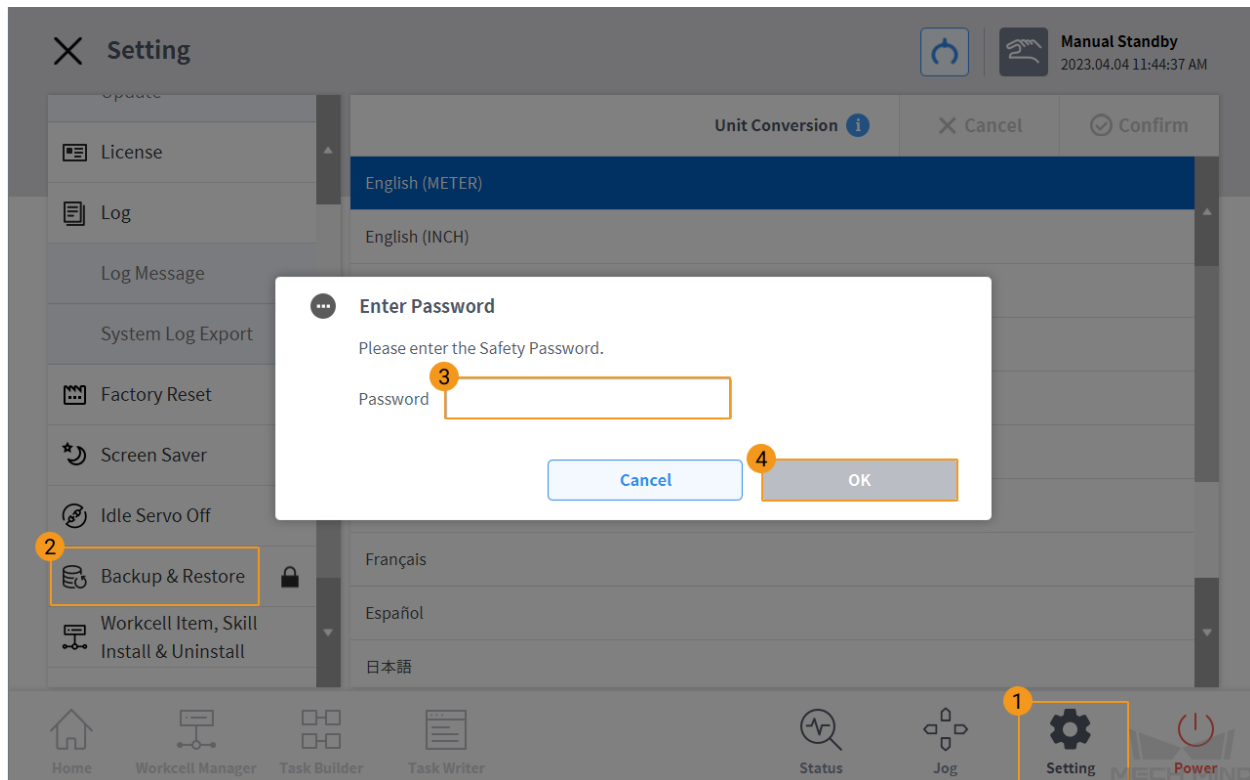 Setting
Manual Standby
2023.04.04 11:44:37 AM
Update
License
Log
Log Message
System Log Export
Factory Reset
Screen Saver
Idle Servo Off
2
Backup & Restore
Workcell Item, Skill
Install & Uninstall
Unit Conversion i
Cancel
Confirm
English (METER)
English (INCH)
Enter Password
Please enter the Safety Password.
3
Password
Cancel
4
OK
Français
Español
日本語
Home
Workcell Manager
Task Builder
Task Writer
Status
Jog
1
Setting
Power
MECH MIND